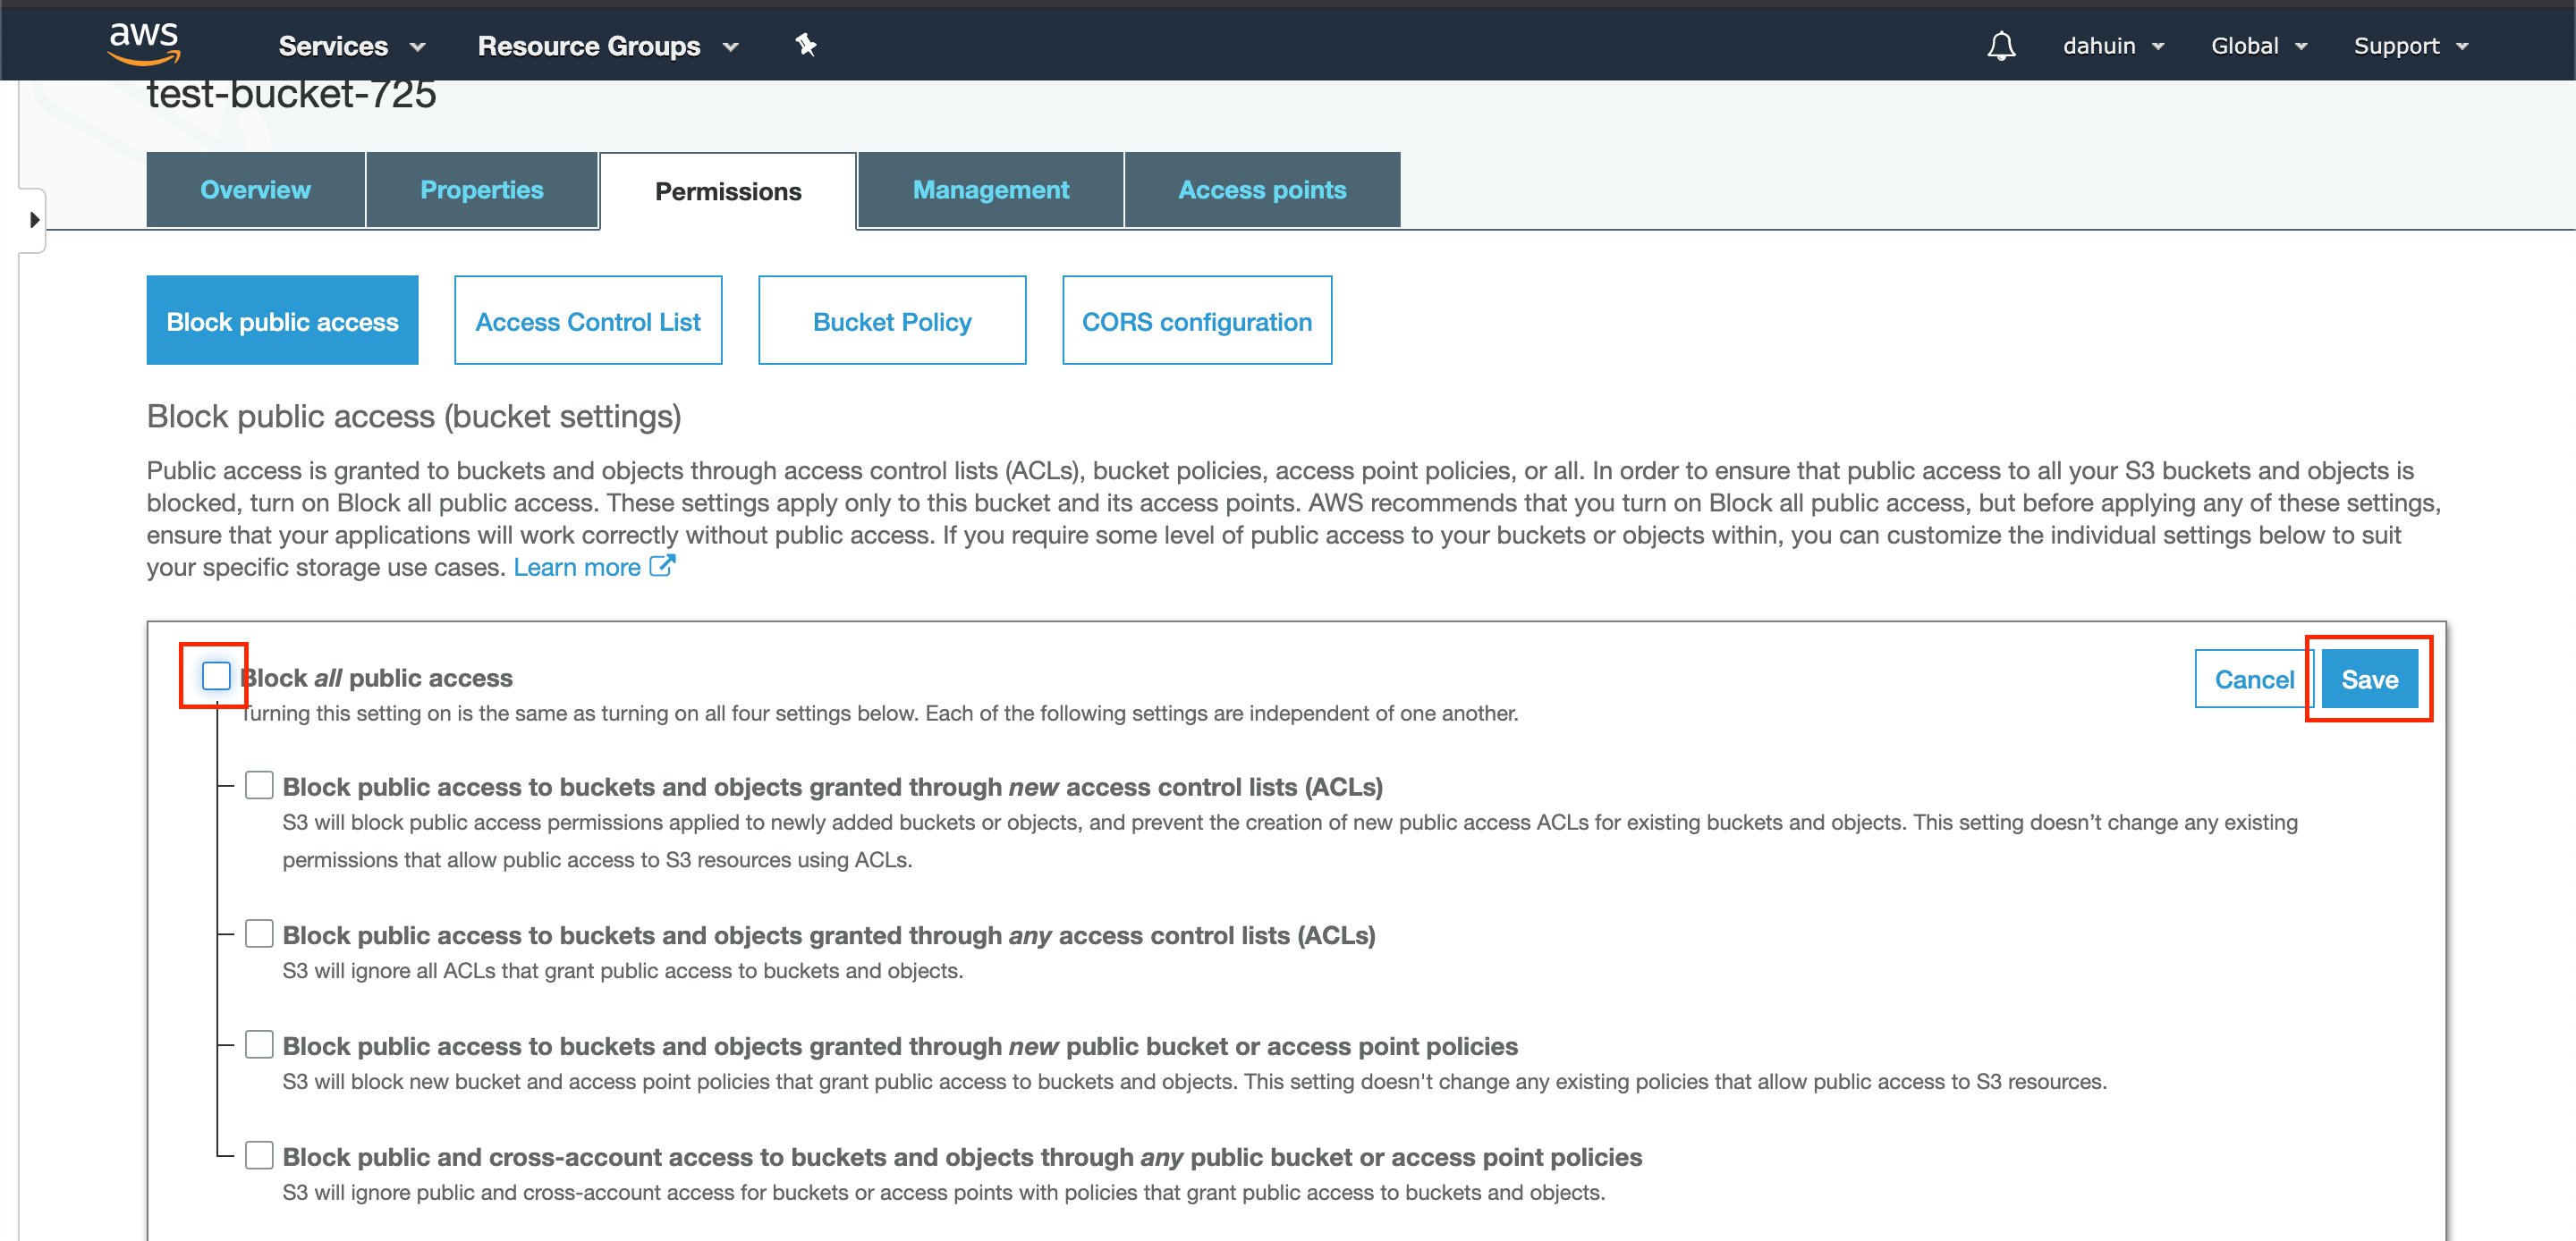 aws Services Resource Groups dahuin Global Support
test-bucket-725
Overview Properties Permissions Management Access points
Block public access Access Control List Bucket Policy CORS configuration
Block public access (bucket settings)
Public access is granted to buckets and objects through access control lists (ACLs), bucket policies, access point policies, or all. In order to ensure that public access to all your S3 buckets and objects is
blocked, turn on Block all public access. These settings apply only to this bucket and its access points. AWS recommends that you turn on Block all public access, but before applying any of these settings,
ensure that your applications will work correctly without public access. If you require some level of public access to your buckets or objects within, you can customize the individual settings below to suit
your specific storage use cases. Learn more
Block all public access Cancel Save
Turning this setting on is the same as turning on all four settings below. Each of the following settings are independent of one another.
Block public access to buckets and objects granted through new access control lists (ACLs)
S3 will block public access permissions applied to newly added buckets or objects, and prevent the creation of new public access ACLs for existing buckets and objects. This setting doesn’t change any existing
permissions that allow public access to S3 resources using ACLs.
Block public access to buckets and objects granted through any access control lists (ACLs)
S3 will ignore all ACLs that grant public access to buckets and objects.
Block public access to buckets and objects granted through new public bucket or access point policies
S3 will block new bucket and access point policies that grant public access to buckets and objects. This setting doesn't change any existing policies that allow public access to S3 resources.
Block public and cross-account access to buckets and objects through any public bucket or access point policies
S3 will ignore public and cross-account access for buckets or access points with policies that grant public access to buckets and objects.